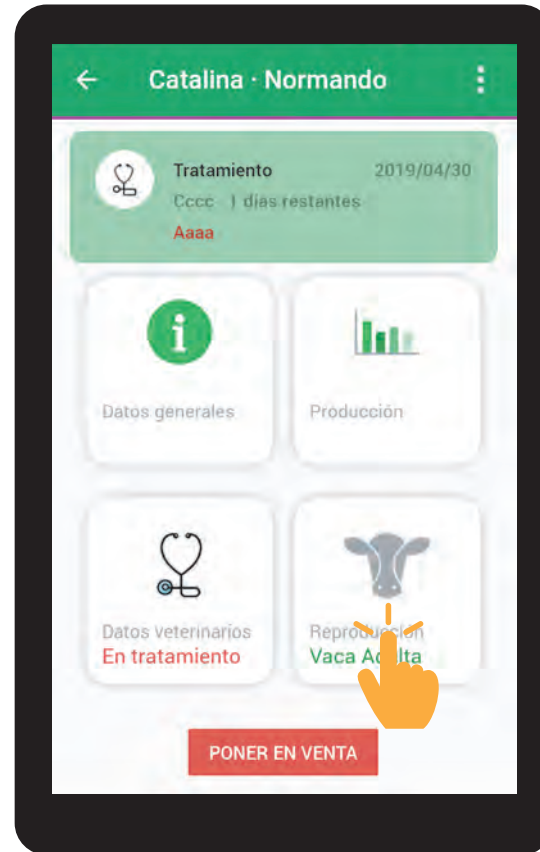 Catalina · Normando
Tratamiento 2019/04/30
Cccc 1 dias restantes
Aaaa
Datos generales
Producción
Datos veterinarios
En tratamiento
Reproducción
Vaca Adulta
PONER EN VENTA